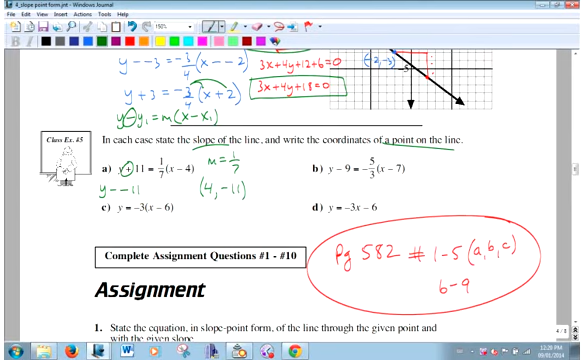 4_slope point form.jnt - Windows Journal
File Edit View Insert Actions Tools Help
150%
y - -3 = -3/4 (x - -2)
3x+4y+12+6=0
(-2, -3)
-5
y + 3 = -3/4 (x + 2)
3x+4y+18=0
y - y₁ = m(x - x₁)
Class Ex. 45
In each case state the slope of the line, and write the coordinates of a point on the line.
a) y + 11 = 1/7 (x − 4)
m = 1/7
b) y − 9 = −5/3 (x − 7)
y - -11
(4, -11)
c) y = −3(x − 6)
d) y = −3x − 6
Complete Assignment Questions #1 - #10
Pg 582 # 1-5 (a, b, c)
6-9
Assignment
1. State the equation, in slope-point form, of the line through the given point and
with the given slope.
4 / 8
12:29 PM
09/01/2014